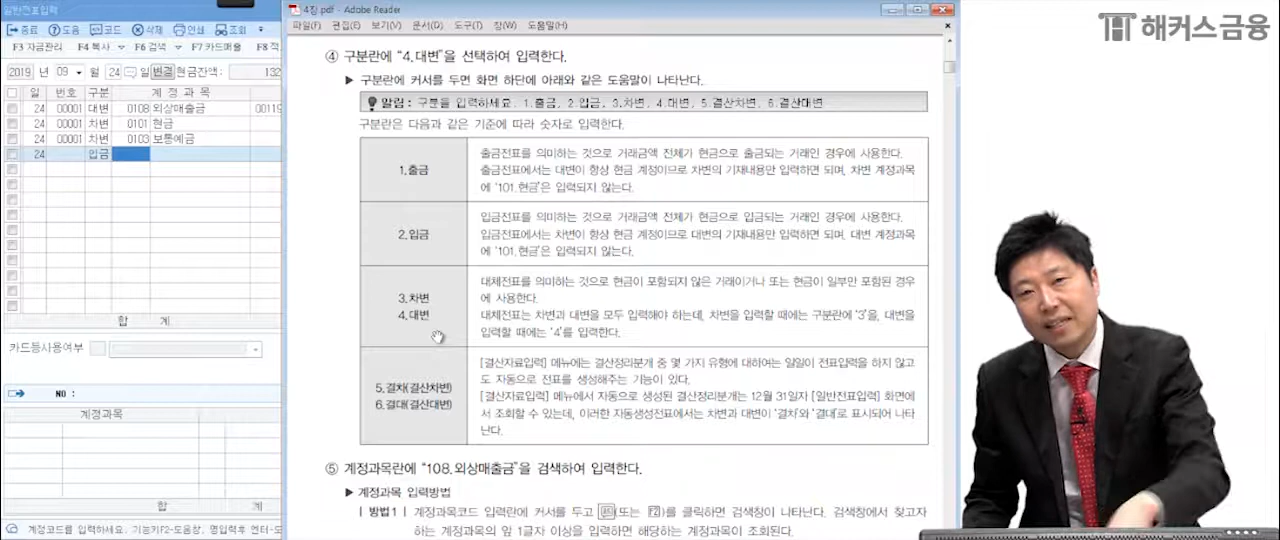 일반전표입력
종료 도움 코드 삭제 인쇄 조회
F3 자금관리 F4 복사 F6 검색 F7 카드매출 F8 적
2019 년 09 월 24 일 변경 현금잔액: 132
일 번호 구분 계 정 과 목
24 00001 대변 0108 외상매출금 00119
24 00001 차변 0101 현금
24 00001 차변 0103 보통예금
24 입금
합 계
카드등사용여부
NO :
계정과목
합 계
계정코드를 입력하세요. 기능키F2-도움창, 명입력후 엔터-도
4장.pdf - Adobe Reader
파일(F) 편집(E) 보기(V) 문서(D) 도구(T) 창(W) 도움말(H)
④ 구분란에 “4.대변”을 선택하여 입력한다.
▶ 구분란에 커서를 두면 화면 하단에 아래와 같은 도움말이 나타난다.
알림 : 구분을 입력하세요. 1.출금, 2.입금, 3.차변, 4.대변, 5.결산차변, 6.결산대변
구분란은 다음과 같은 기준에 따라 숫자로 입력한다.
1.출금
출금전표를 의미하는 것으로 거래금액 전체가 현금으로 출금되는 거래인 경우에 사용한다.
출금전표에서는 대변이 항상 현금 계정이므로 차변의 기재내용만 입력하면 되며, 차변 계정과목
에 ‘101.현금’은 입력되지 않는다.
2.입금
입금전표를 의미하는 것으로 거래금액 전체가 현금으로 입금되는 거래인 경우에 사용한다.
입금전표에서는 차변이 항상 현금 계정이므로 대변의 기재내용만 입력하면 되며, 대변 계정과목
에 ‘101.현금’은 입력되지 않는다.
3.차변
4.대변
대체전표를 의미하는 것으로 현금이 포함되지 않은 거래이거나 또는 현금이 일부만 포함된 경우
에 사용한다.
대체전표는 차변과 대변을 모두 입력해야 하는데, 차변을 입력할 때에는 구분란에 ‘3’을, 대변을
입력할 때에는 ‘4’를 입력한다.
5.결차(결산차변)
6.결대(결산대변)
[결산자료입력] 메뉴에는 결산정리분개 중 몇 가지 유형에 대하여는 일일이 전표입력을 하지 않고
도 자동으로 전표를 생성해주는 기능이 있다.
[결산자료입력] 메뉴에서 자동으로 생성된 결산정리분개는 12월 31일자 [일반전표입력] 화면에
서 조회할 수 있는데, 이러한 자동생성전표에서는 차변과 대변이 ‘결차’와 ‘결대’로 표시되어 나타
난다.
⑤ 계정과목란에 “108.외상매출금”을 검색하여 입력한다.
▶ 계정과목 입력방법
| 방법1 | 계정과목코드 입력란에 커서를 두고 (또는 F2)를 클릭하면 검색창이 나타난다. 검색창에서 찾고자
하는 계정과목의 앞 1글자 이상을 입력하면 해당하는 계정과목이 조회된다.
해커스금융